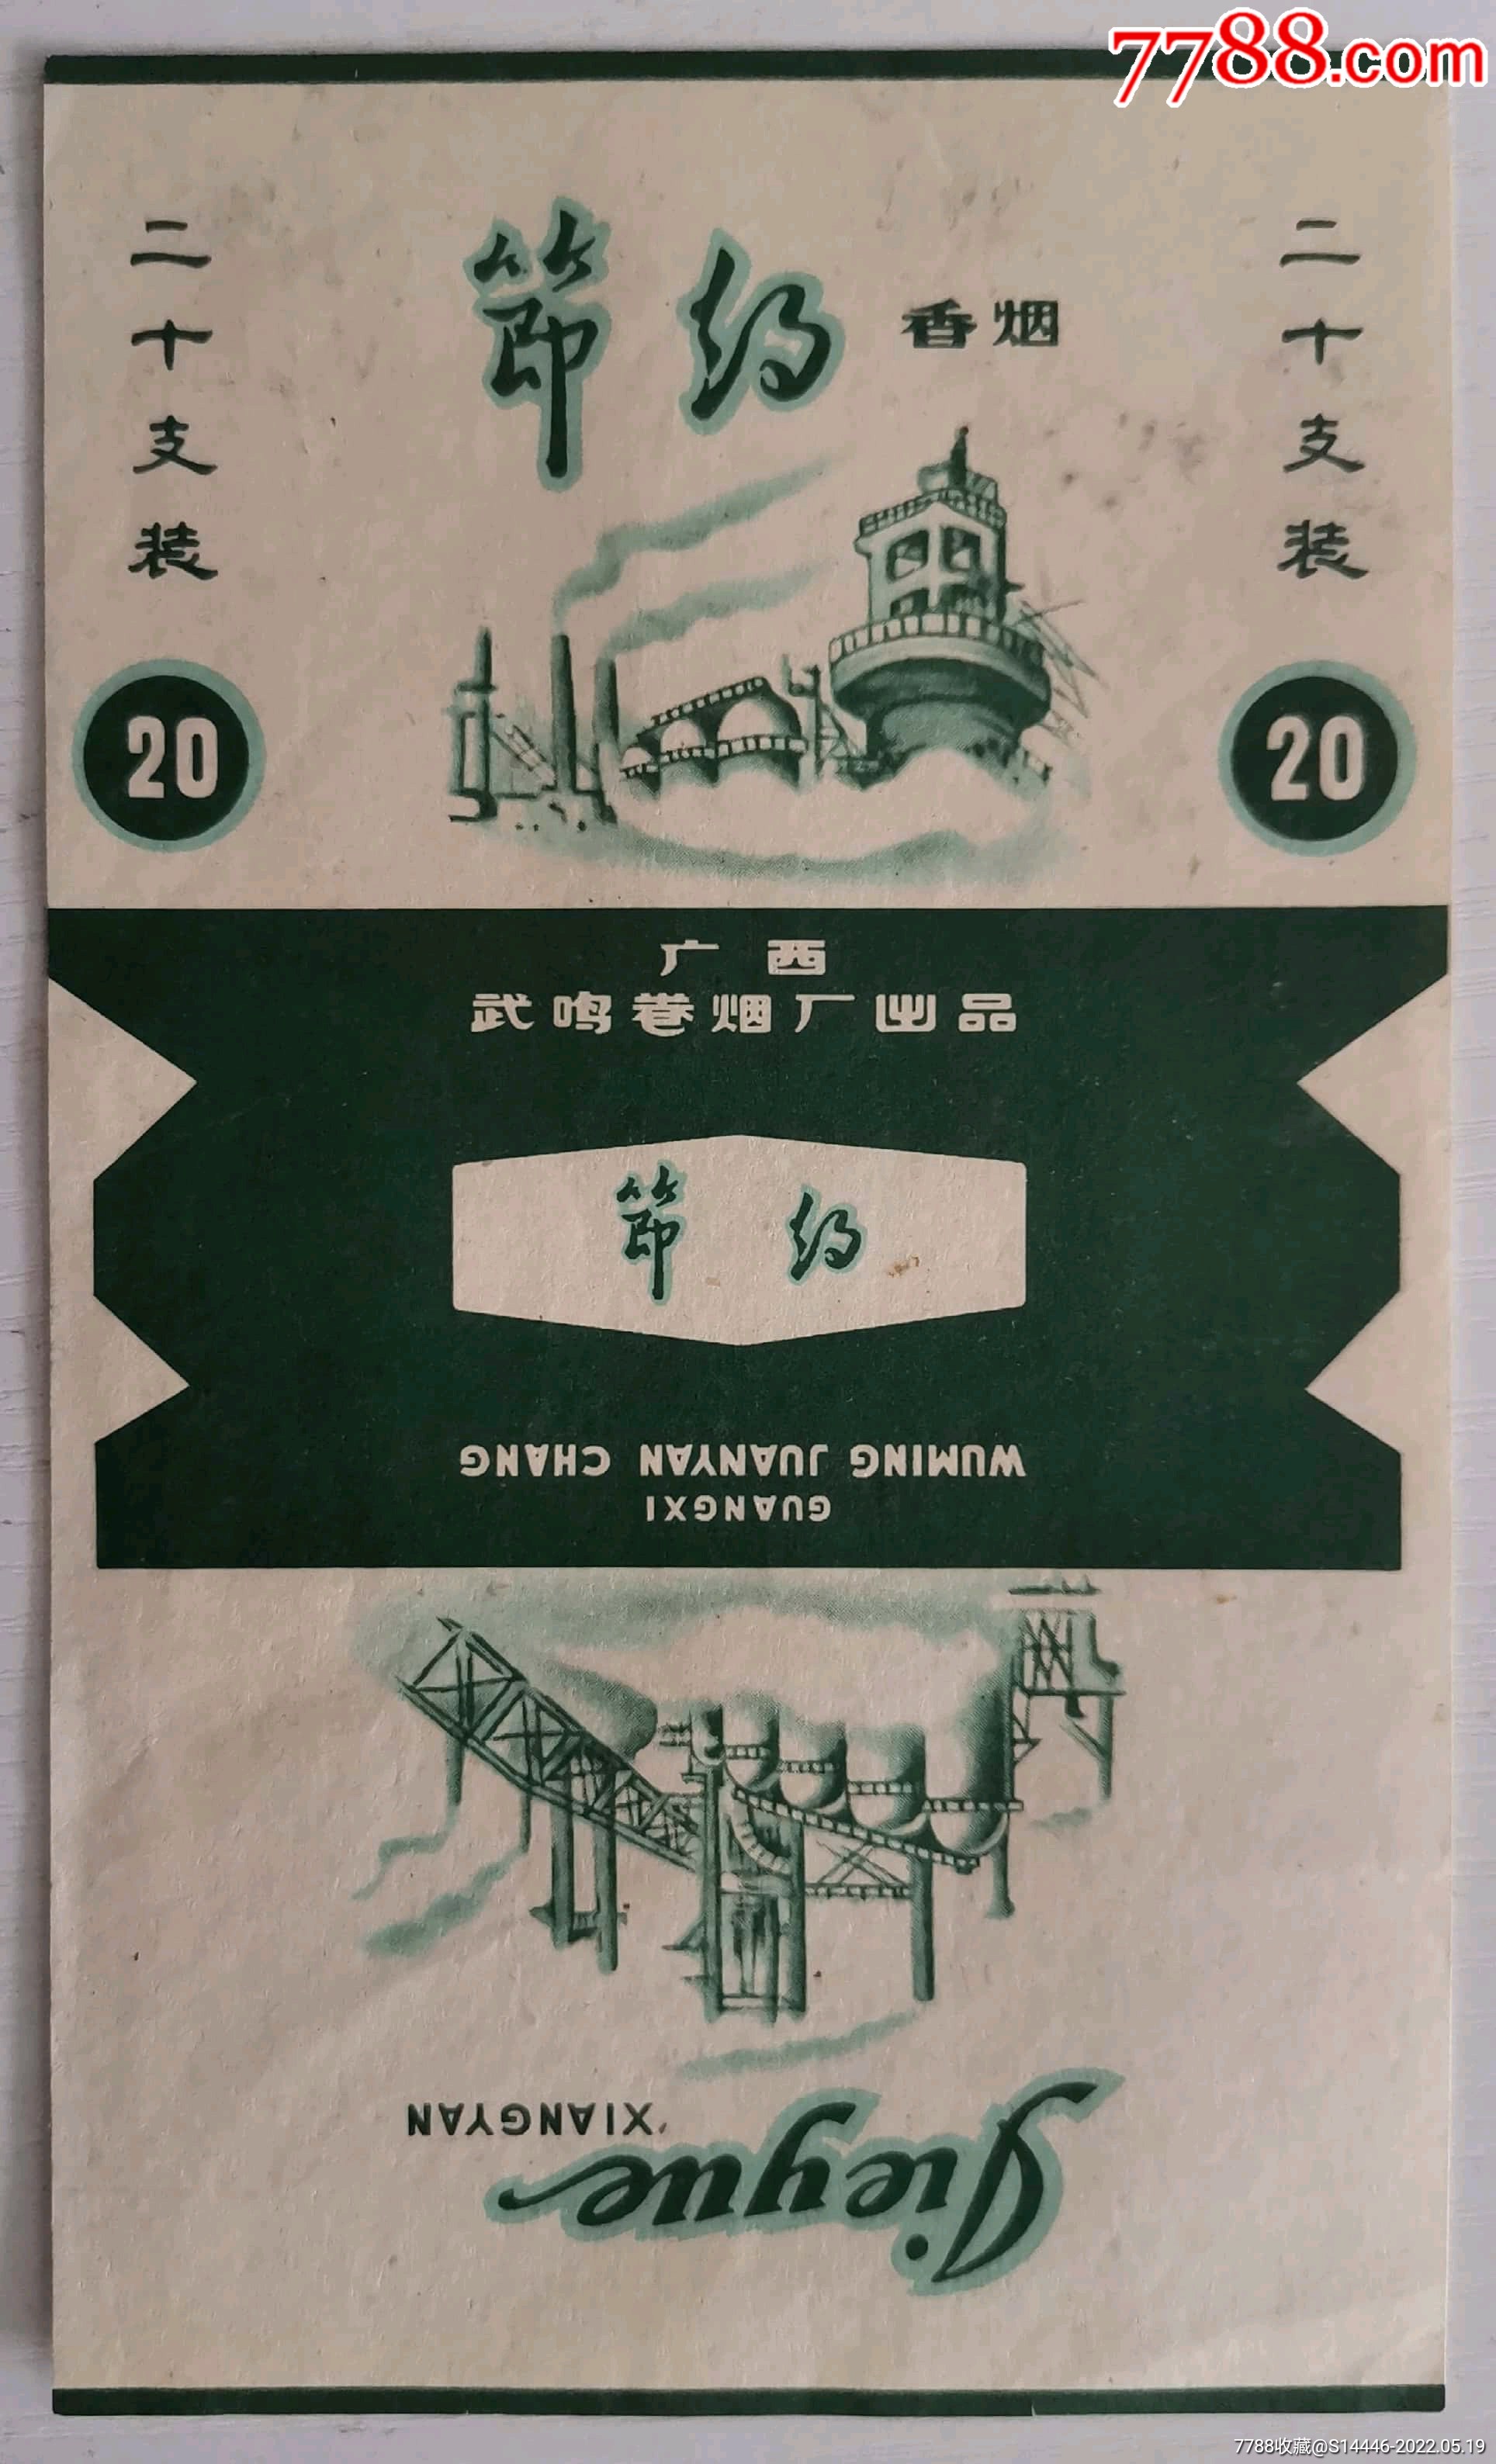 7788.com
節约 香烟
二十支装
二十支装
20
20
广西
武鸣卷烟厂出品
節约
WUMING JUANYAN CHANG
GUANGXI
XIANGYAN
Jieyue
7788收藏@S14446-2022.05.19